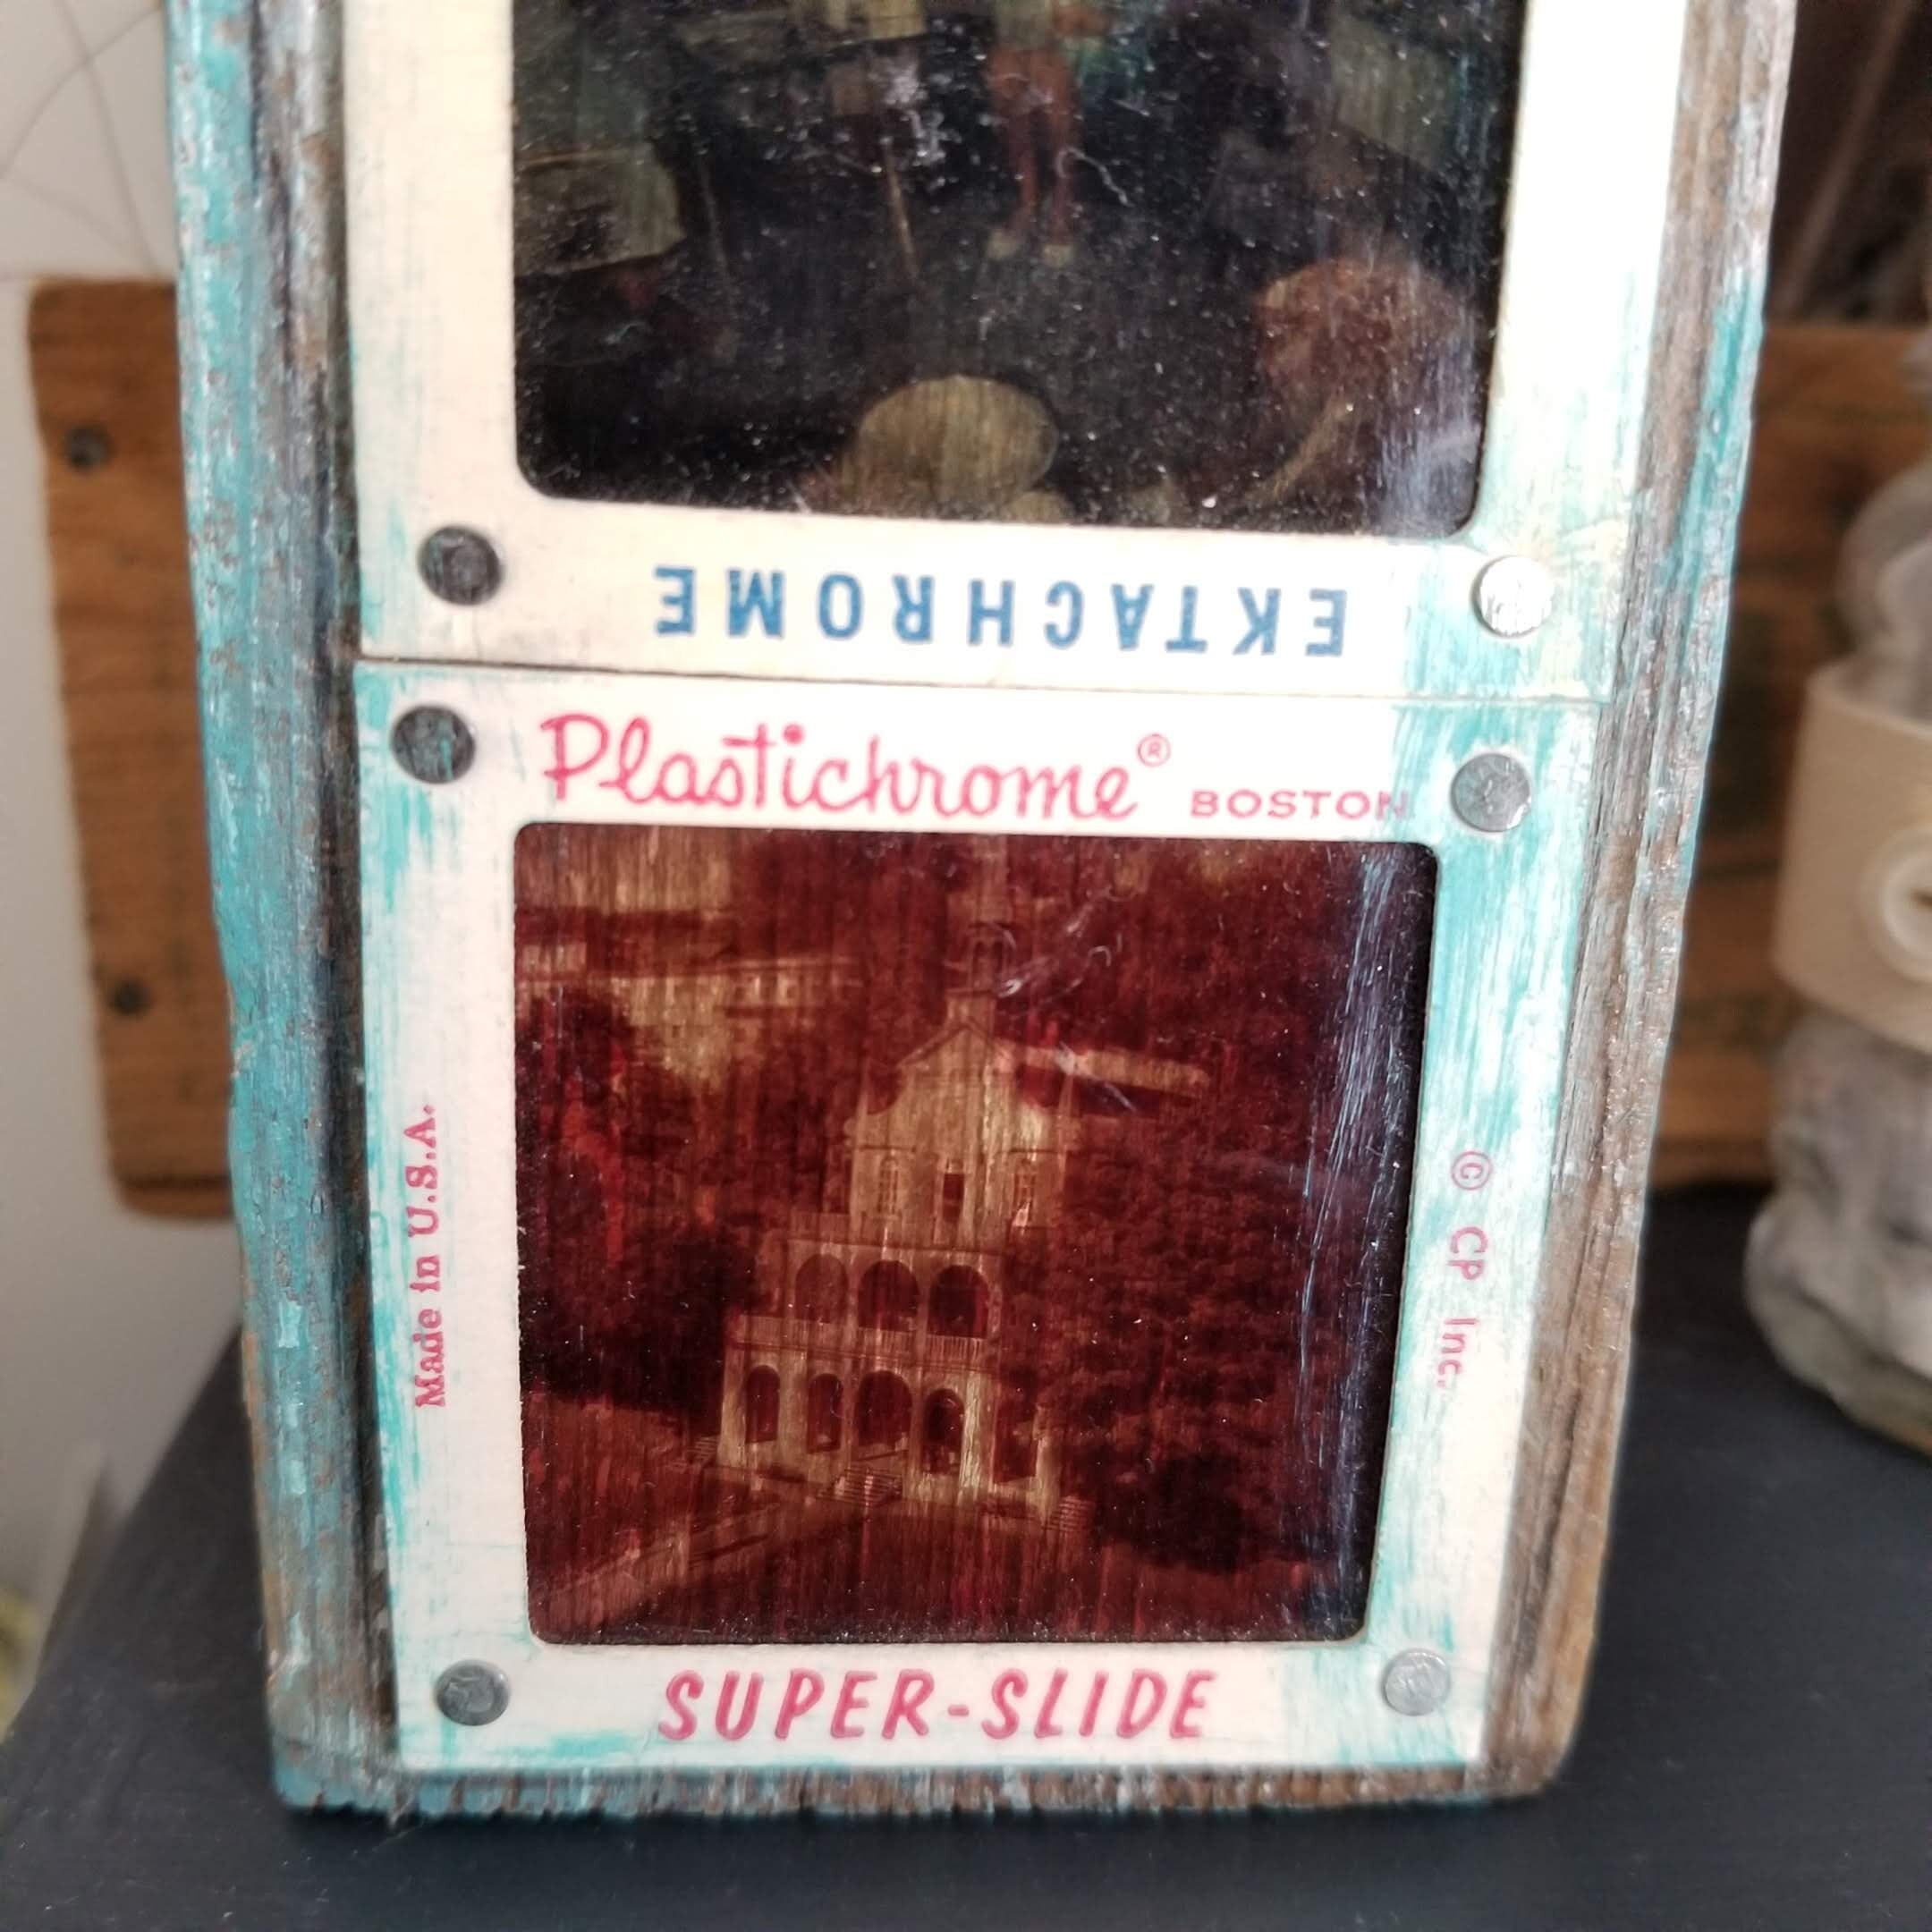 EKTACHROME
Plastichrome® BOSTON
Made in U.S.A.
© CP Inc.
SUPER-SLIDE